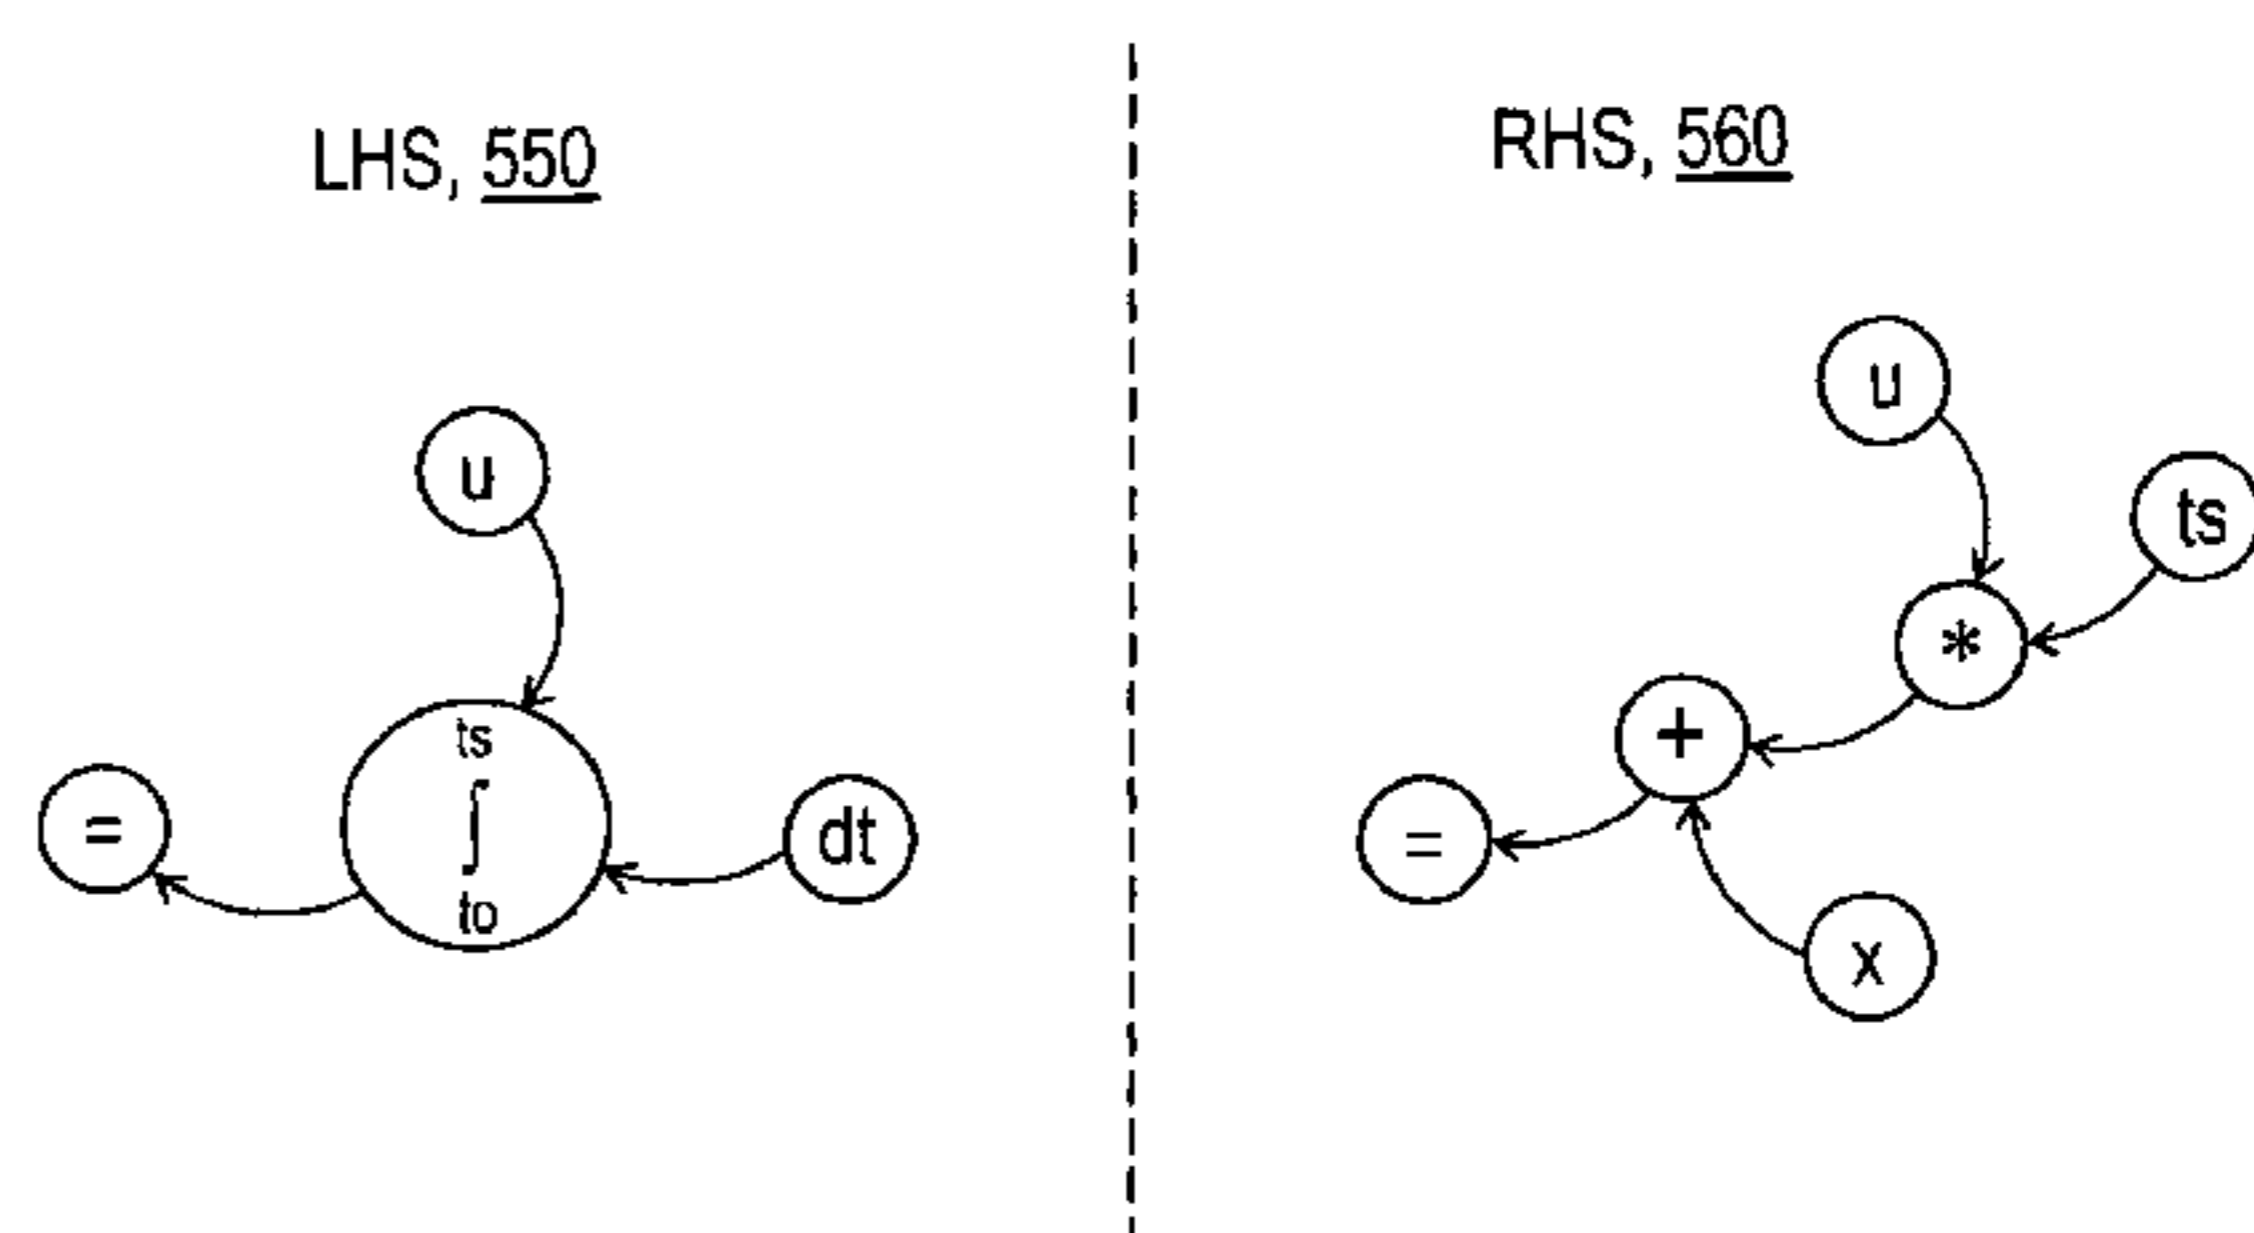 LHS, 550
RHS, 560
u
ts
∫
to
=
dt
u
ts
*
+
=
x